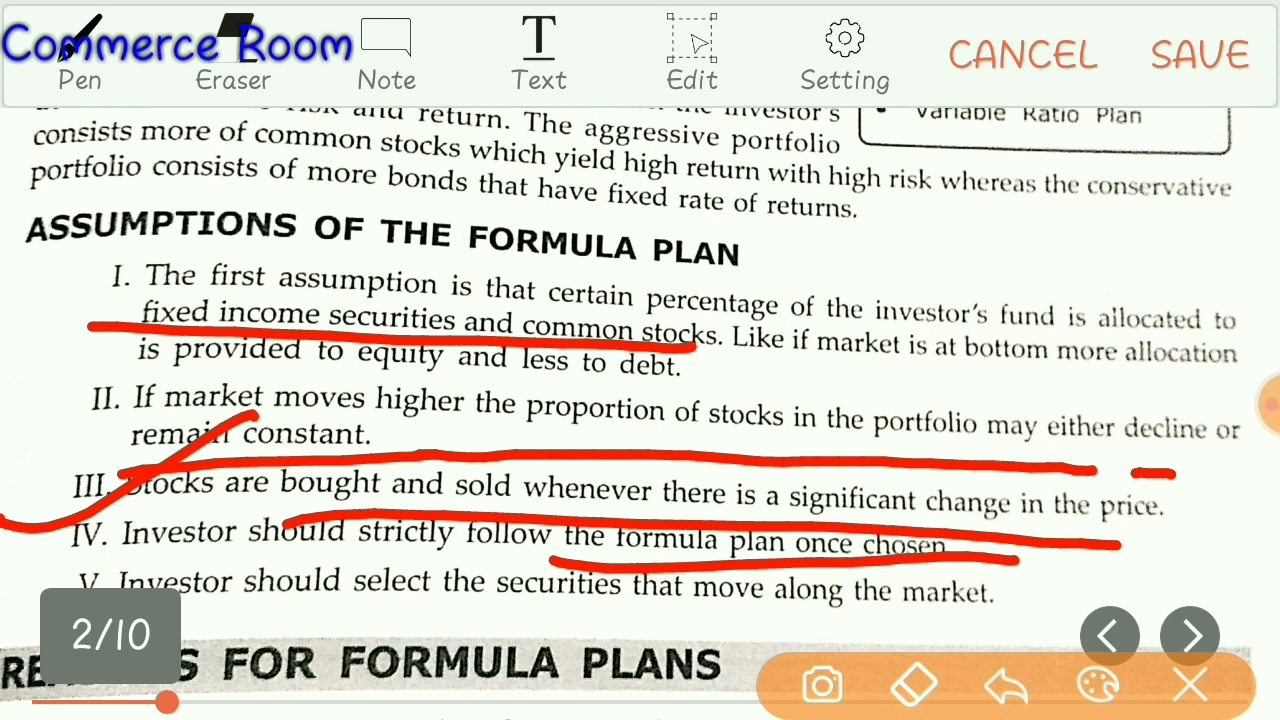 Commerce Room
Pen
Eraser
Note
Text
Edit
Setting
CANCEL
SAVE
risk and return. The aggressive portfolio
the investor's
consists more of common stocks which yield high return with high risk whereas the conservative
portfolio consists of more bonds that have fixed rate of returns.
• Variable Ratio Plan
ASSUMPTIONS OF THE FORMULA PLAN
I. The first assumption is that certain percentage of the investor's fund is allocated to
fixed income securities and common stocks. Like if market is at bottom more allocation
is provided to equity and less to debt.
II. If market moves higher the proportion of stocks in the portfolio may either decline or
remain constant.
III. Stocks are bought and sold whenever there is a significant change in the price.
IV. Investor should strictly follow the formula plan once chosen
V. Investor should select the securities that move along the market.
2/10
FOR FORMULA PLANS